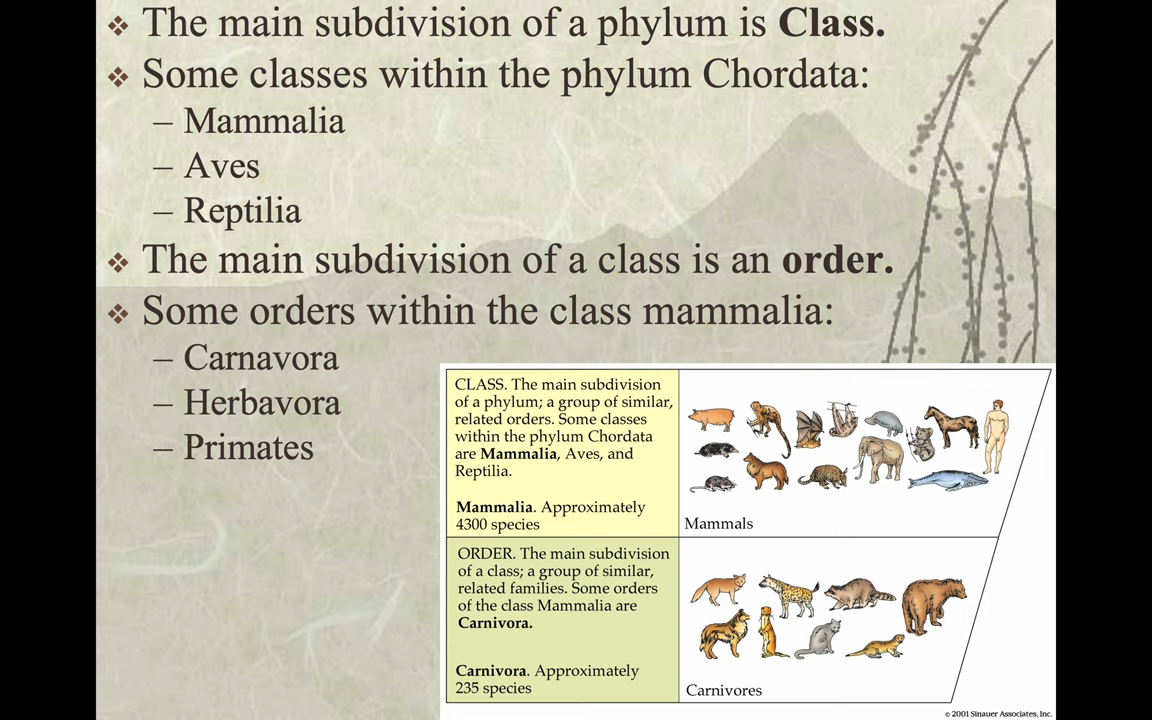 ❖ The main subdivision of a phylum is Class.
❖ Some classes within the phylum Chordata:
– Mammalia
– Aves
– Reptilia
❖ The main subdivision of a class is an order.
❖ Some orders within the class mammalia:
– Carnavora
– Herbavora
– Primates
CLASS. The main subdivision
of a phylum; a group of similar,
related orders. Some classes
within the phylum Chordata
are Mammalia, Aves, and
Reptilia.
Mammalia. Approximately
4300 species
Mammals
ORDER. The main subdivision
of a class; a group of similar,
related families. Some orders
of the class Mammalia are
Carnivora.
Carnivora. Approximately
235 species
Carnivores
© 2001 Sinauer Associates, Inc.